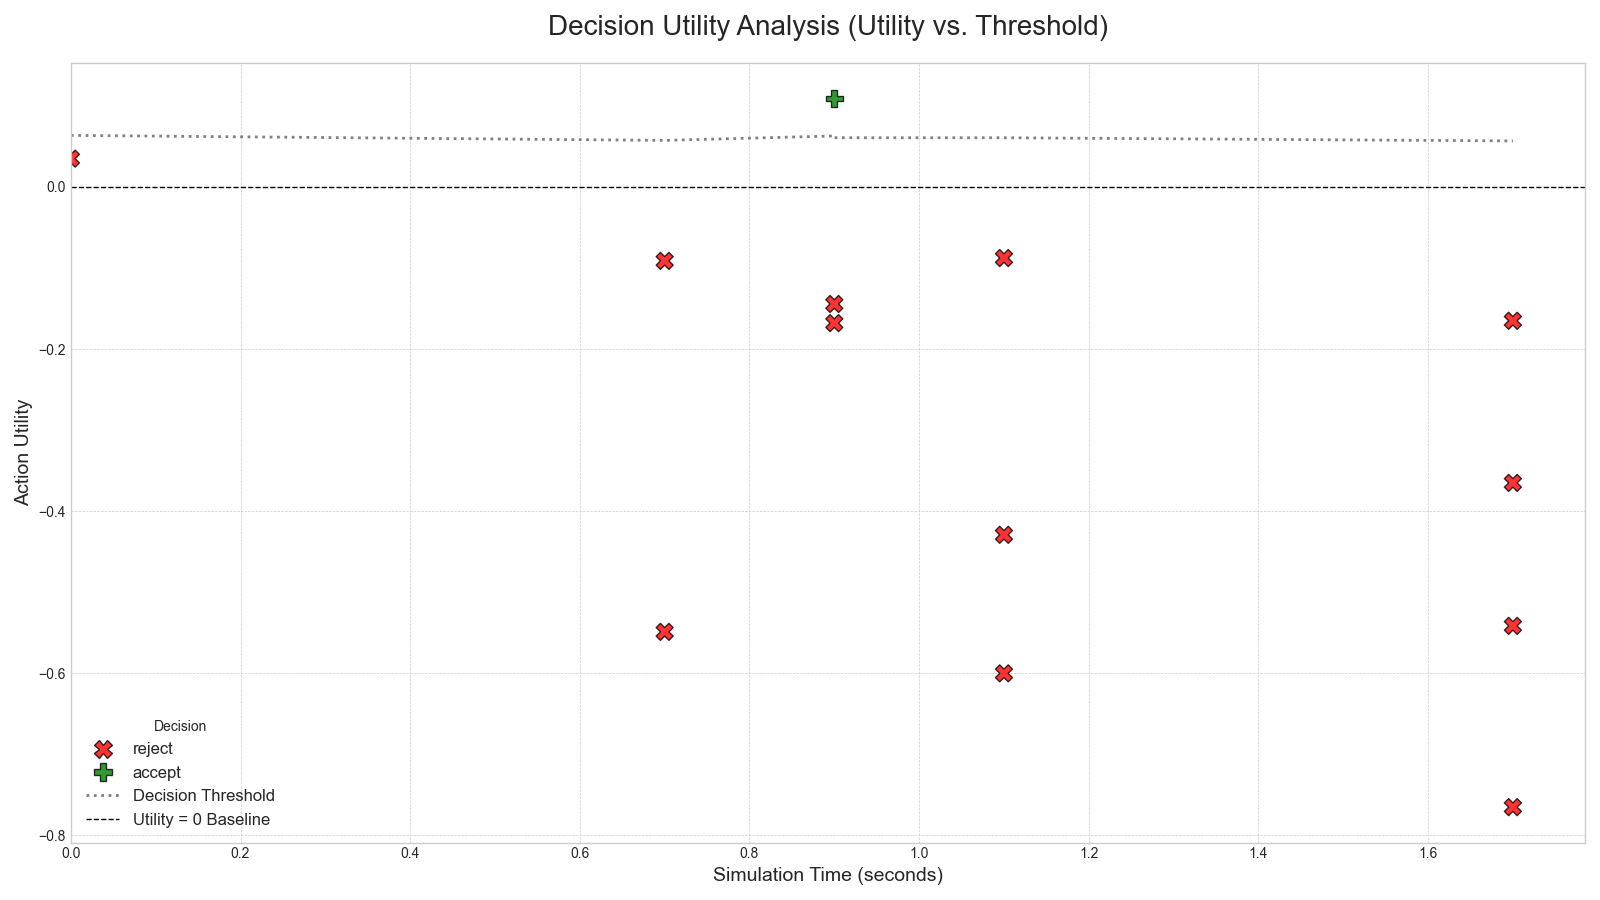 Decision Utility Analysis (Utility vs. Threshold)
Action Utility
0.0
−0.2
−0.4
−0.6
−0.8
Decision
reject
accept
Decision Threshold
Utility = 0 Baseline
0.0 0.2 0.4 0.6 0.8 1.0 1.2 1.4 1.6
Simulation Time (seconds)